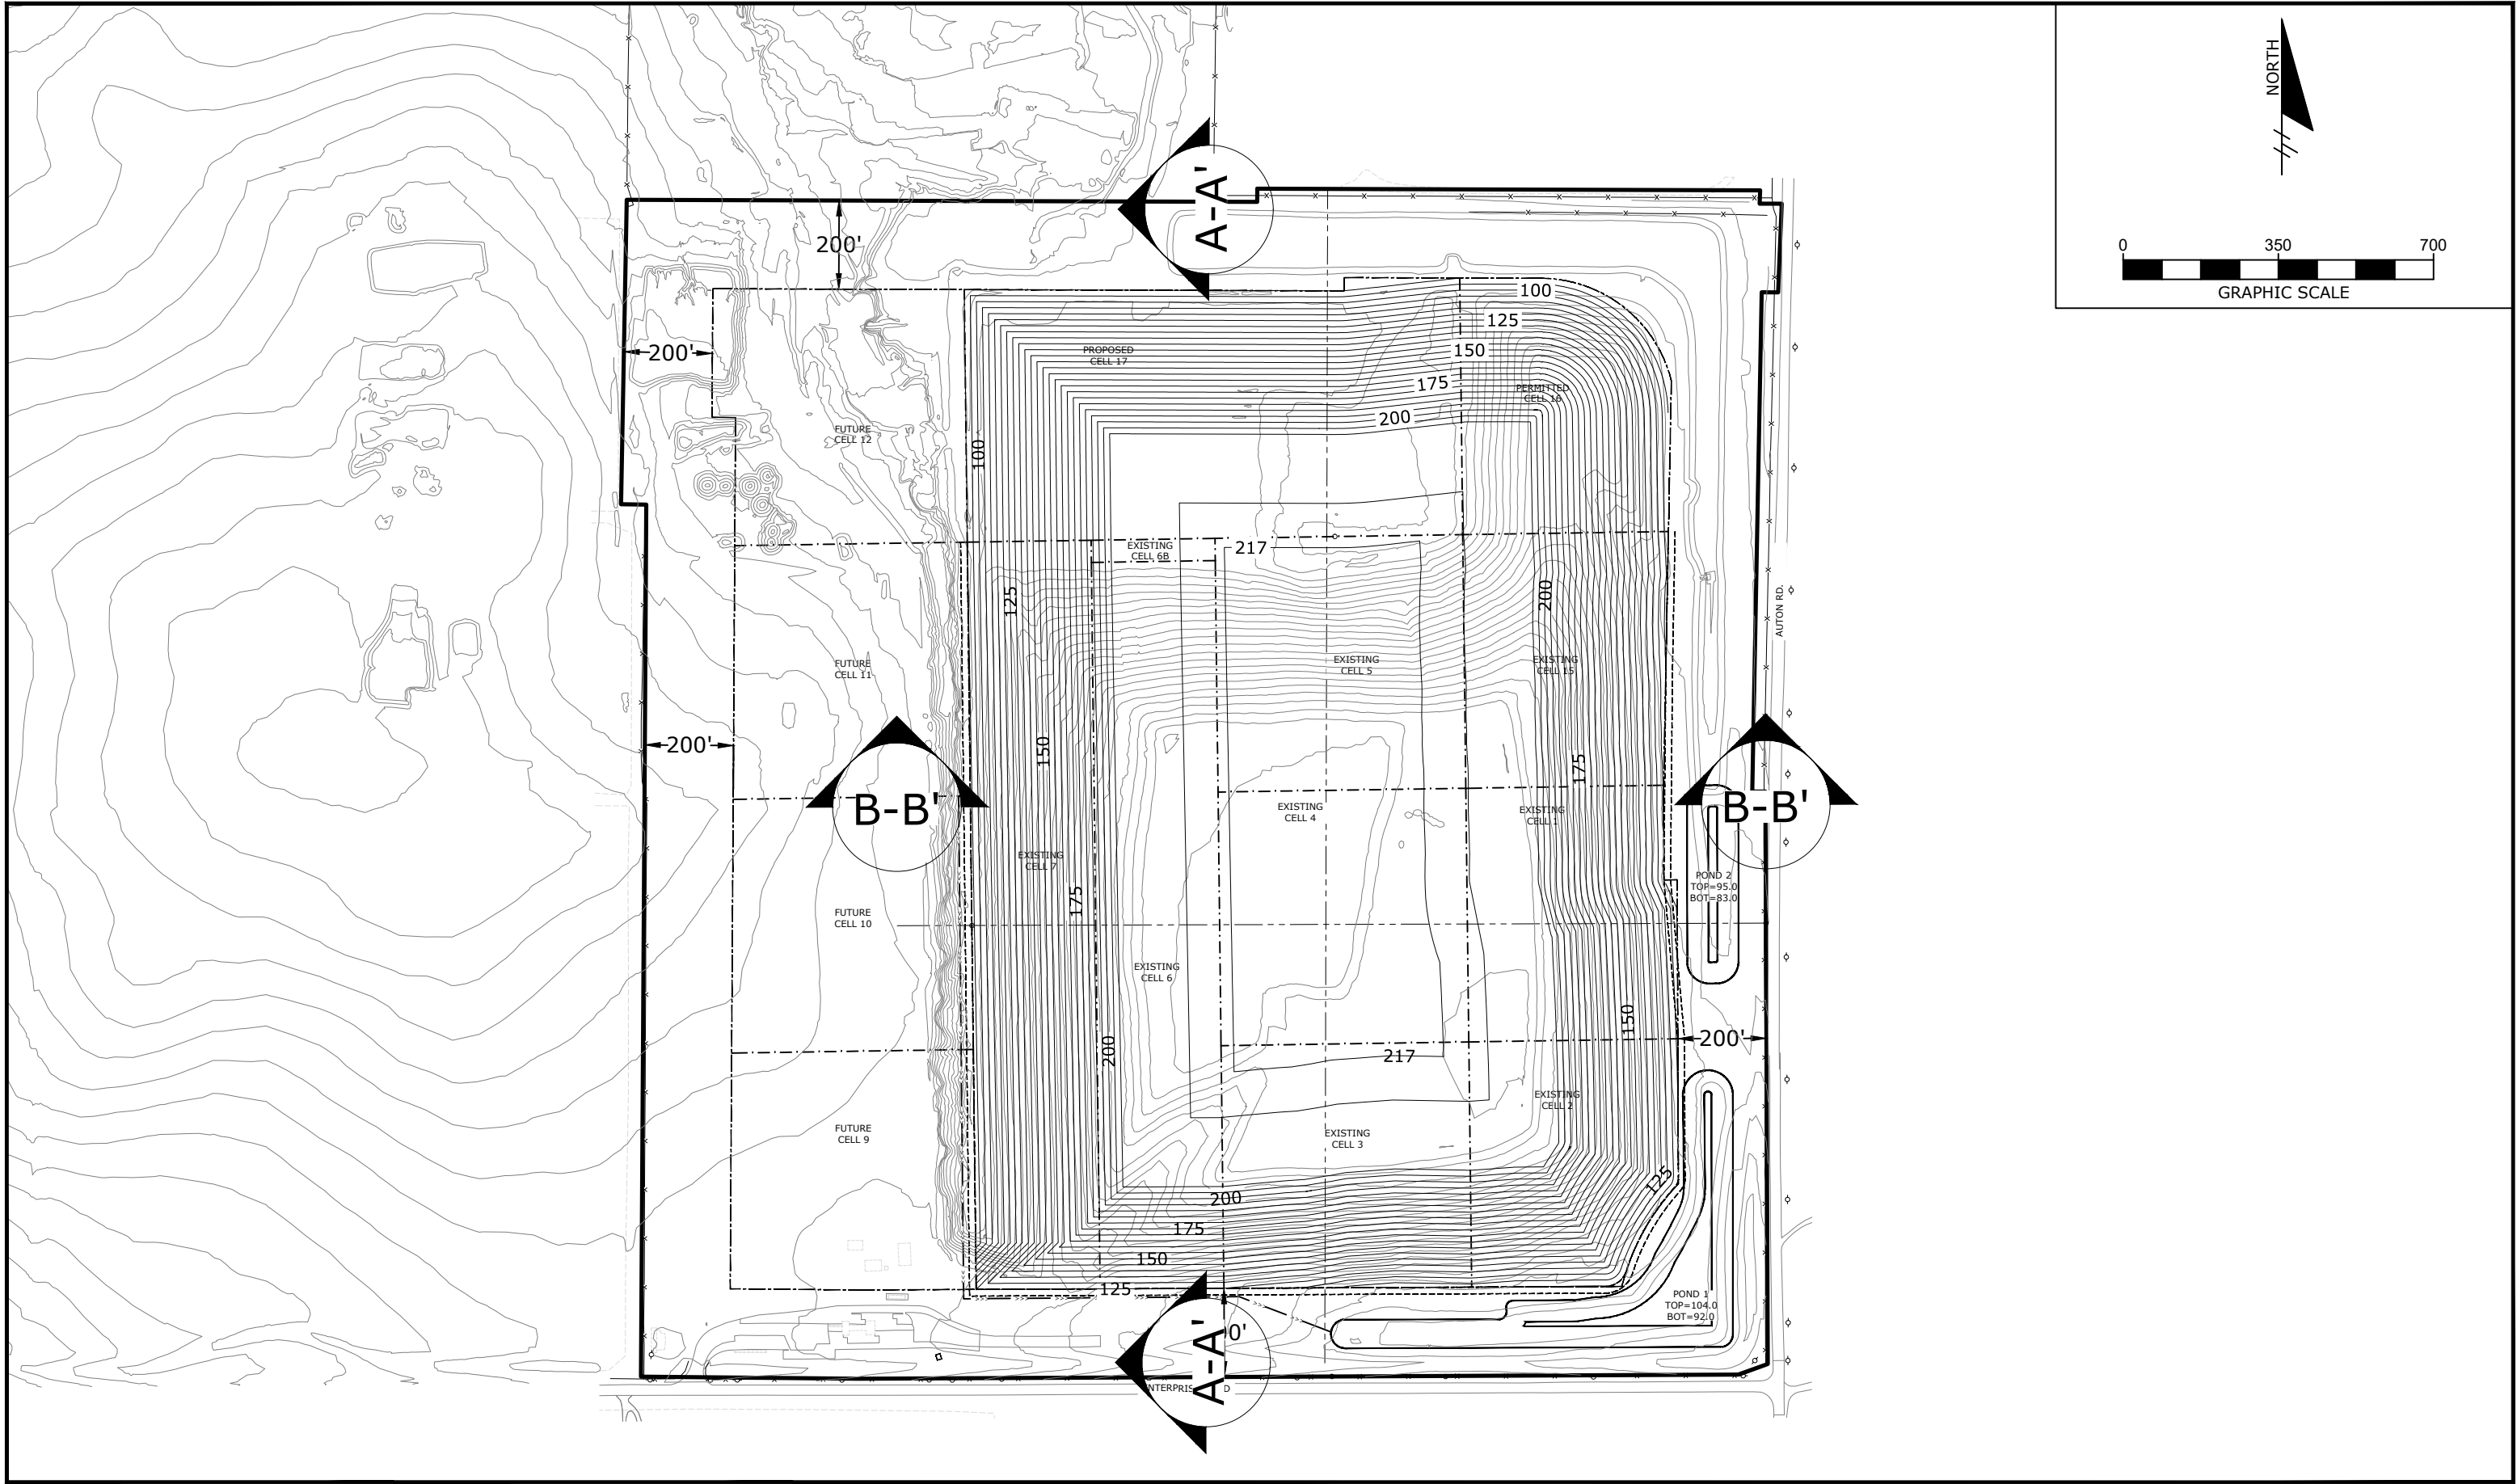 NORTH
0 350 700
GRAPHIC SCALE
A-A'
200'
100
125
200'
150
PROPOSED
CELL 17
175
PERMITTED
CELL 16
200
FUTURE
CELL 12
100
217
EXISTING
CELL 6B
125
200
AUTON RD.
FUTURE
CELL 11
EXISTING
CELL 5
EXISTING
CELL 15
200'
150
175
B-B'
B-B'
EXISTING
CELL 4
EXISTING
CELL 1
EXISTING
CELL 7
POND 2
TOP=95.0
BOT=83.0
175
FUTURE
CELL 10
EXISTING
CELL 6
150
200'
200
217
EXISTING
CELL 2
FUTURE
CELL 9
EXISTING
CELL 3
125
200
175
150
125
POND 1
TOP=104.0
BOT=92.0
A-A'